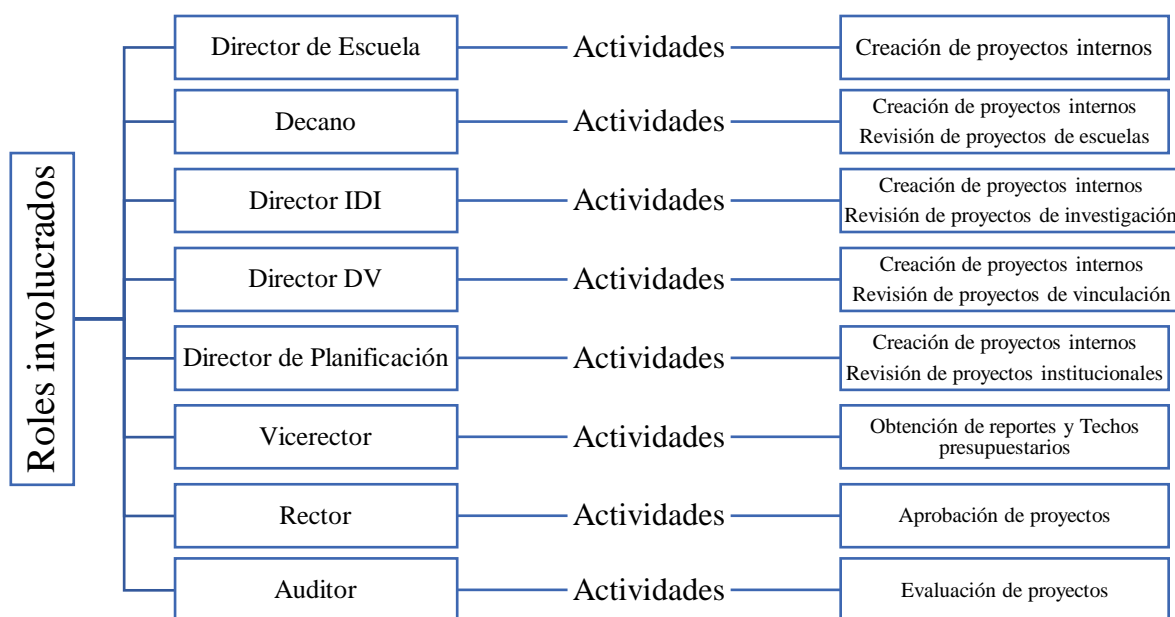 Roles involucrados
Director de Escuela
Actividades
Creación de proyectos internos
Decano
Actividades
Creación de proyectos internos
Revisión de proyectos de escuelas
Director IDI
Actividades
Creación de proyectos internos
Revisión de proyectos de investigación
Director DV
Actividades
Creación de proyectos internos
Revisión de proyectos de vinculación
Director de Planificación
Actividades
Creación de proyectos internos
Revisión de proyectos institucionales
Vicerector
Actividades
Obtención de reportes y Techos
presupuestarios
Rector
Actividades
Aprobación de proyectos
Auditor
Actividades
Evaluación de proyectos